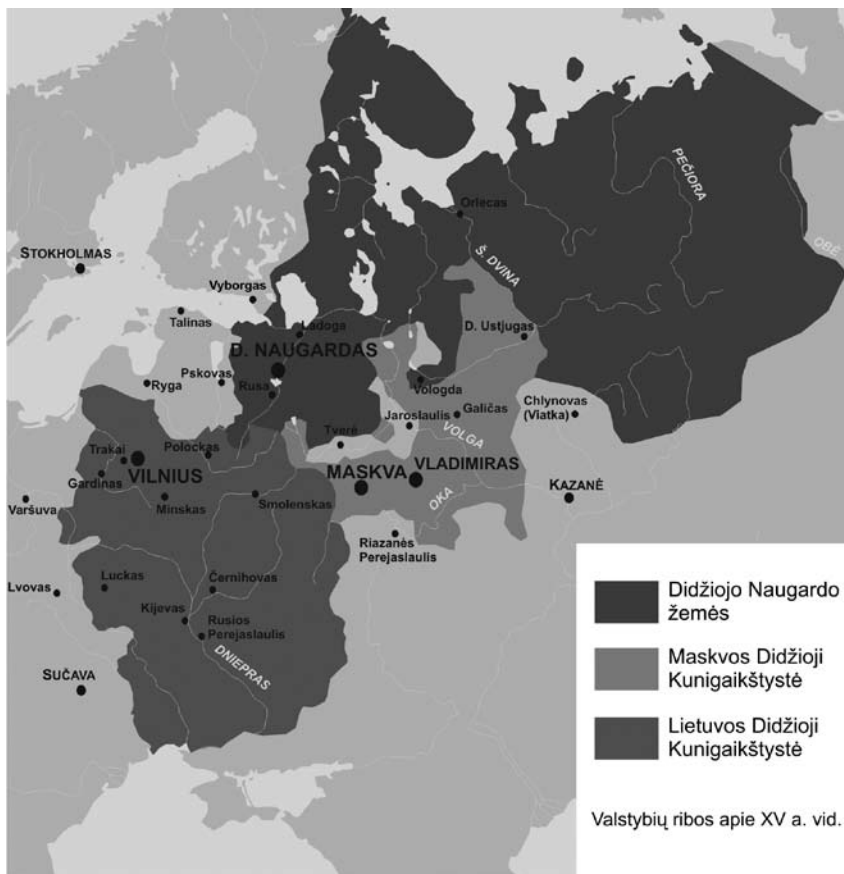 PEČIORA
Orlecas
OBĖ
Š. DVINA
STOKHOLMAS
Vyborgas
Talinas
Ladoga
D. Ustjugas
D. NAUGARDAS
Pskovas
Ryga
Rusa
Vologda
Galičas
Chlynovas
(Viatka)
Jaroslaulis
VOLGA
Tverė
Polockas
Trakai
VILNIUS
Gardinas
MASKVA
VLADIMIRAS
OKA
KAZANĖ
Varšuva
Minskas
Smolenskas
Riazanės
Perejaslaulis
Lvovas
Luckas
Černihovas
Kijevas
Rusios
Perejaslaulis
DNIEPRAS
SUČAVA
Didžiojo Naugardo
žemės
Maskvos Didžioji
Kunigaikštystė
Lietuvos Didžioji
Kunigaikštystė
Valstybių ribos apie XV a. vid.